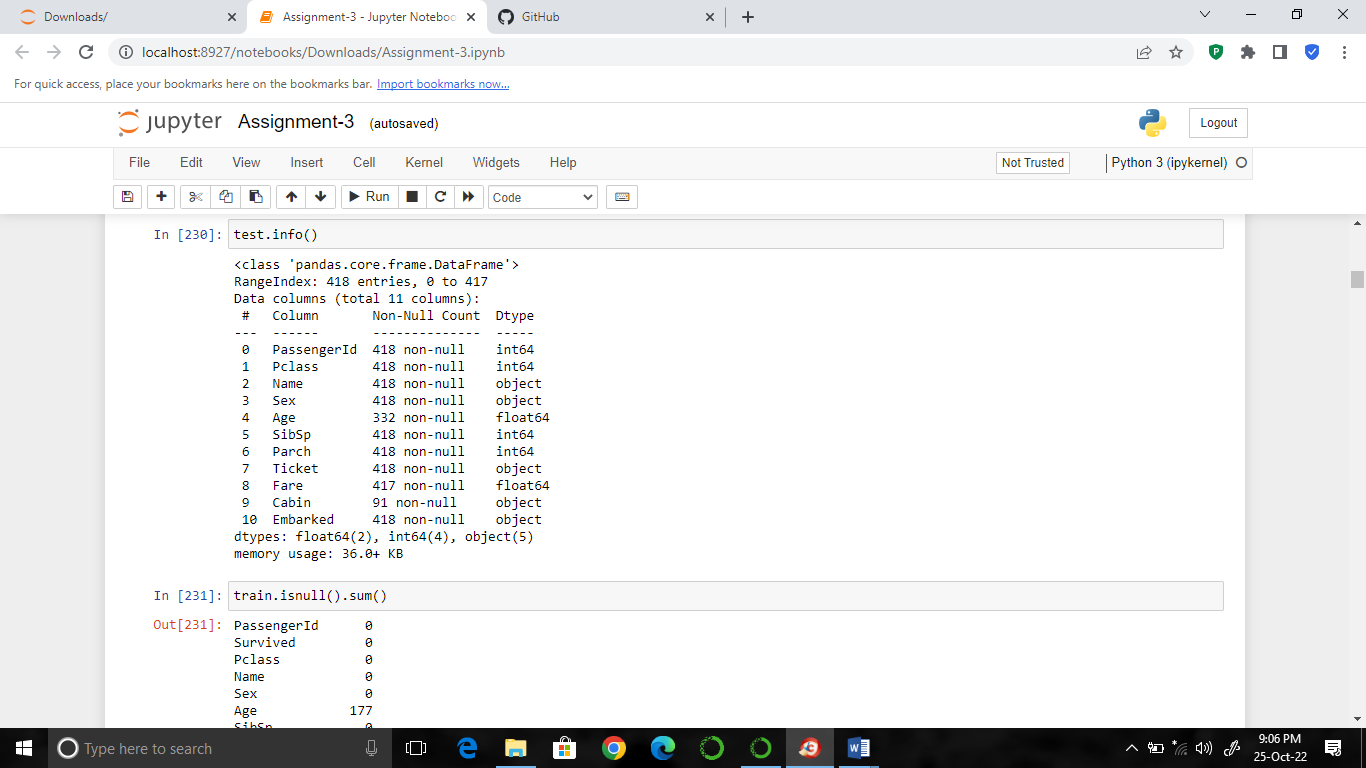 Downloads/
Assignment-3 - Jupyter Noteboo
GitHub
localhost:8927/notebooks/Downloads/Assignment-3.ipynb
For quick access, place your bookmarks here on the bookmarks bar. Import bookmarks now...
jupyter Assignment-3 (autosaved)
Logout
File Edit View Insert Cell Kernel Widgets Help
Not Trusted
Python 3 (ipykernel)
Run
Code
In [230]: test.info()
<class 'pandas.core.frame.DataFrame'>
RangeIndex: 418 entries, 0 to 417
Data columns (total 11 columns):
# Column Non-Null Count Dtype
--- ------ -------------- -----
0 PassengerId 418 non-null int64
1 Pclass 418 non-null int64
2 Name 418 non-null object
3 Sex 418 non-null object
4 Age 332 non-null float64
5 SibSp 418 non-null int64
6 Parch 418 non-null int64
7 Ticket 418 non-null object
8 Fare 417 non-null float64
9 Cabin 91 non-null object
10 Embarked 418 non-null object
dtypes: float64(2), int64(4), object(5)
memory usage: 36.0+ KB
In [231]: train.isnull().sum()
Out[231]: PassengerId 0
Survived 0
Pclass 0
Name 0
Sex 0
Age 177
SibSp 0
Type here to search
9:06 PM
25-Oct-22